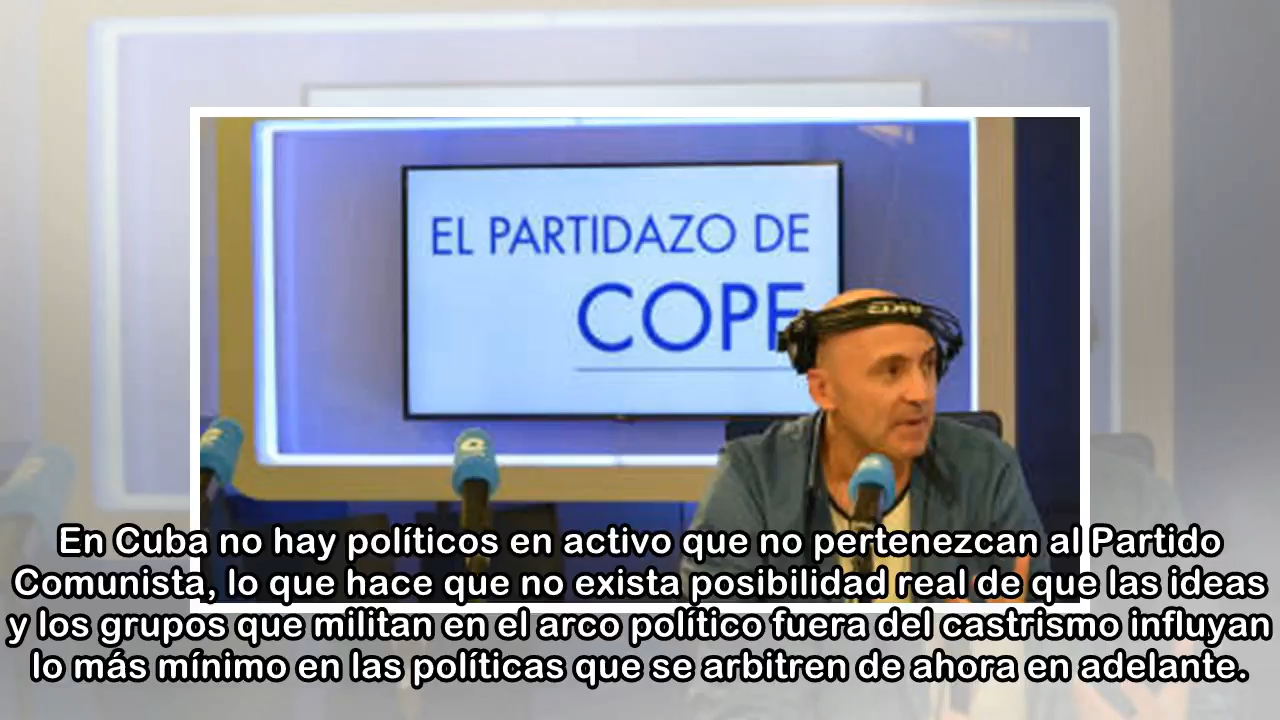 EL PARTIDAZO DE
COPE
AKG
En Cuba no hay políticos en activo que no pertenezcan al Partido
Comunista, lo que hace que no exista posibilidad real de que las ideas
y los grupos que militan en el arco político fuera del castrismo influyan
lo más mínimo en las políticas que se arbitren de ahora en adelante.